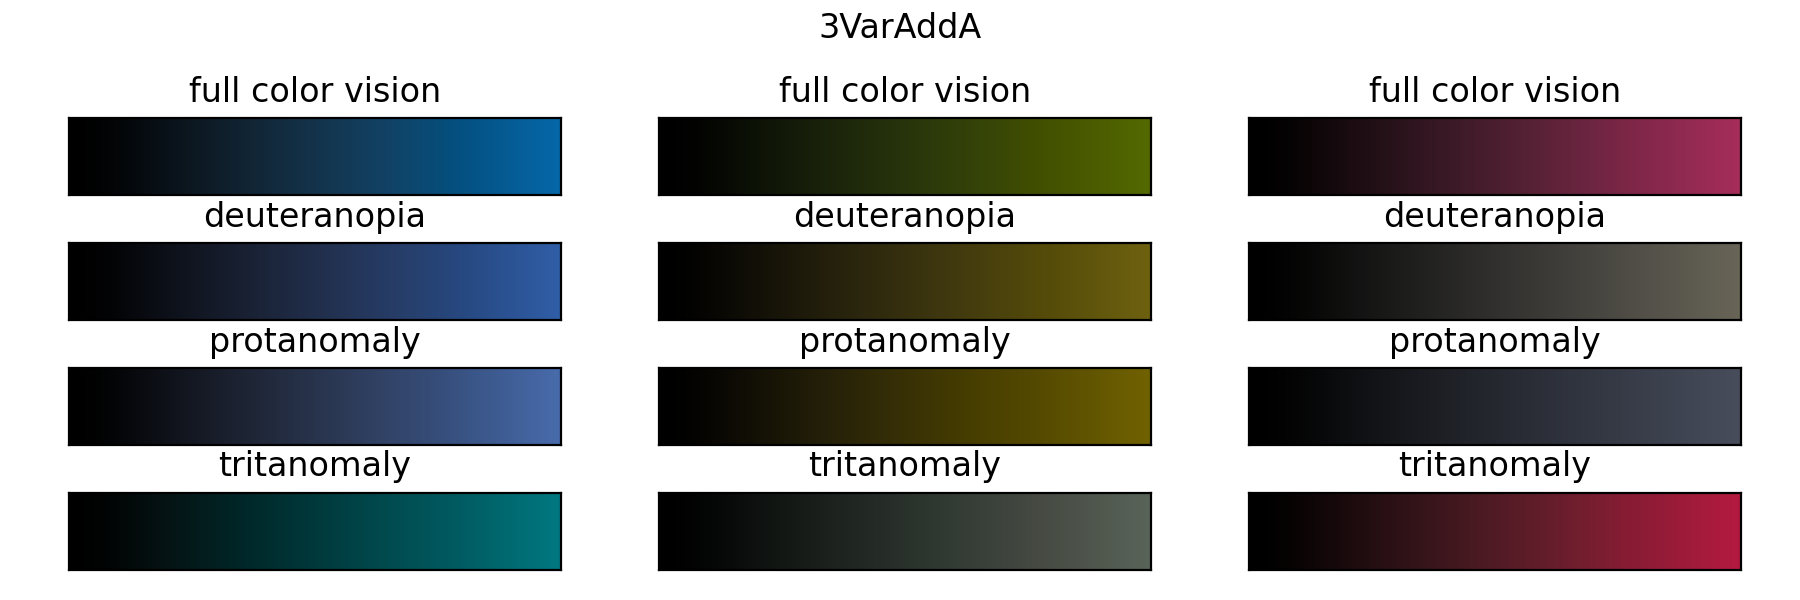 3VarAddA
full color vision
full color vision
full color vision
deuteranopia
deuteranopia
deuteranopia
protanomaly
protanomaly
protanomaly
tritanomaly
tritanomaly
tritanomaly